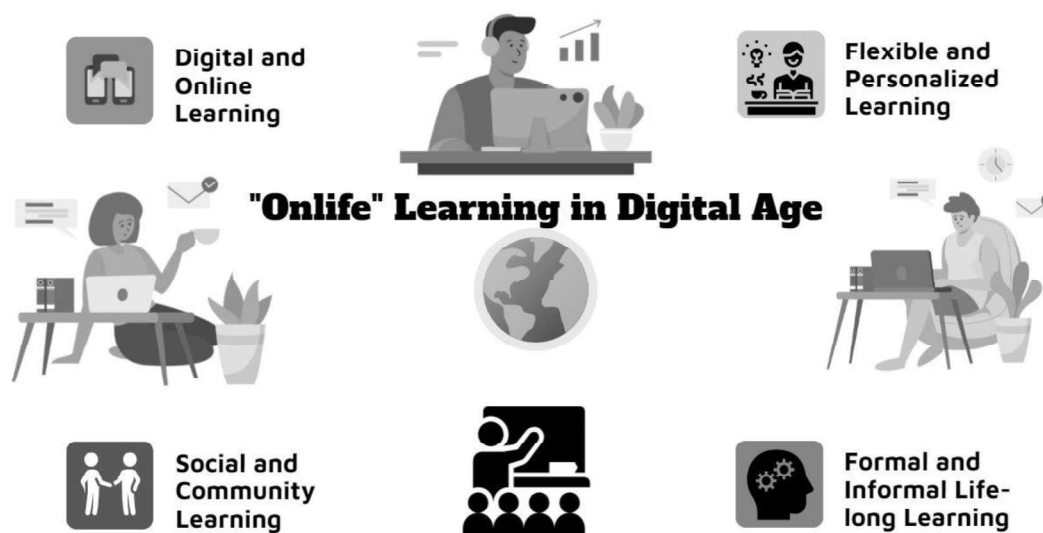 Digital and
Online
Learning
Flexible and
Personalized
Learning
"Onlife" Learning in Digital Age
Social and
Community
Learning
Formal and
Informal Life-
long Learning